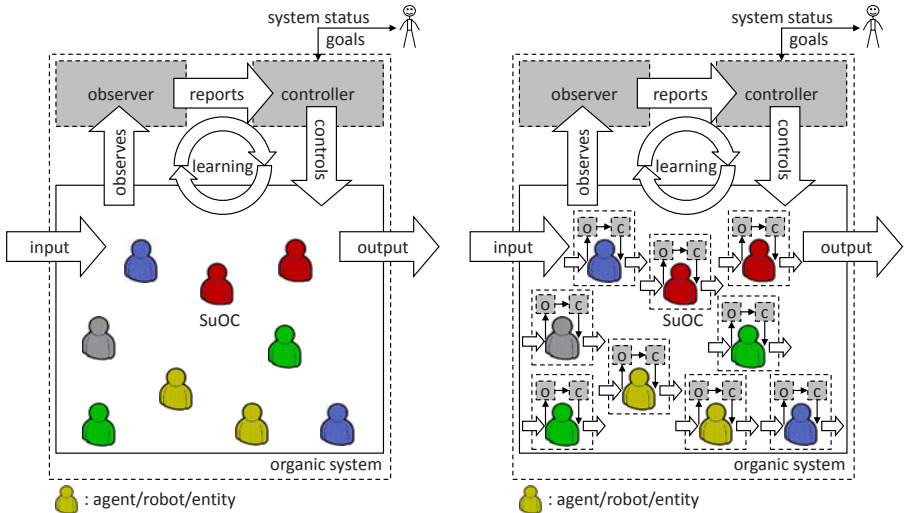 system status
goals
observer
reports
controller
observes
learning
controls
input
output
SuOC
organic system
: agent/robot/entity
system status
goals
observer
reports
controller
observes
learning
controls
input
output
O C
O C
O C
SuOC
O C
O C
O C
O C
O C
O C
organic system
: agent/robot/entity